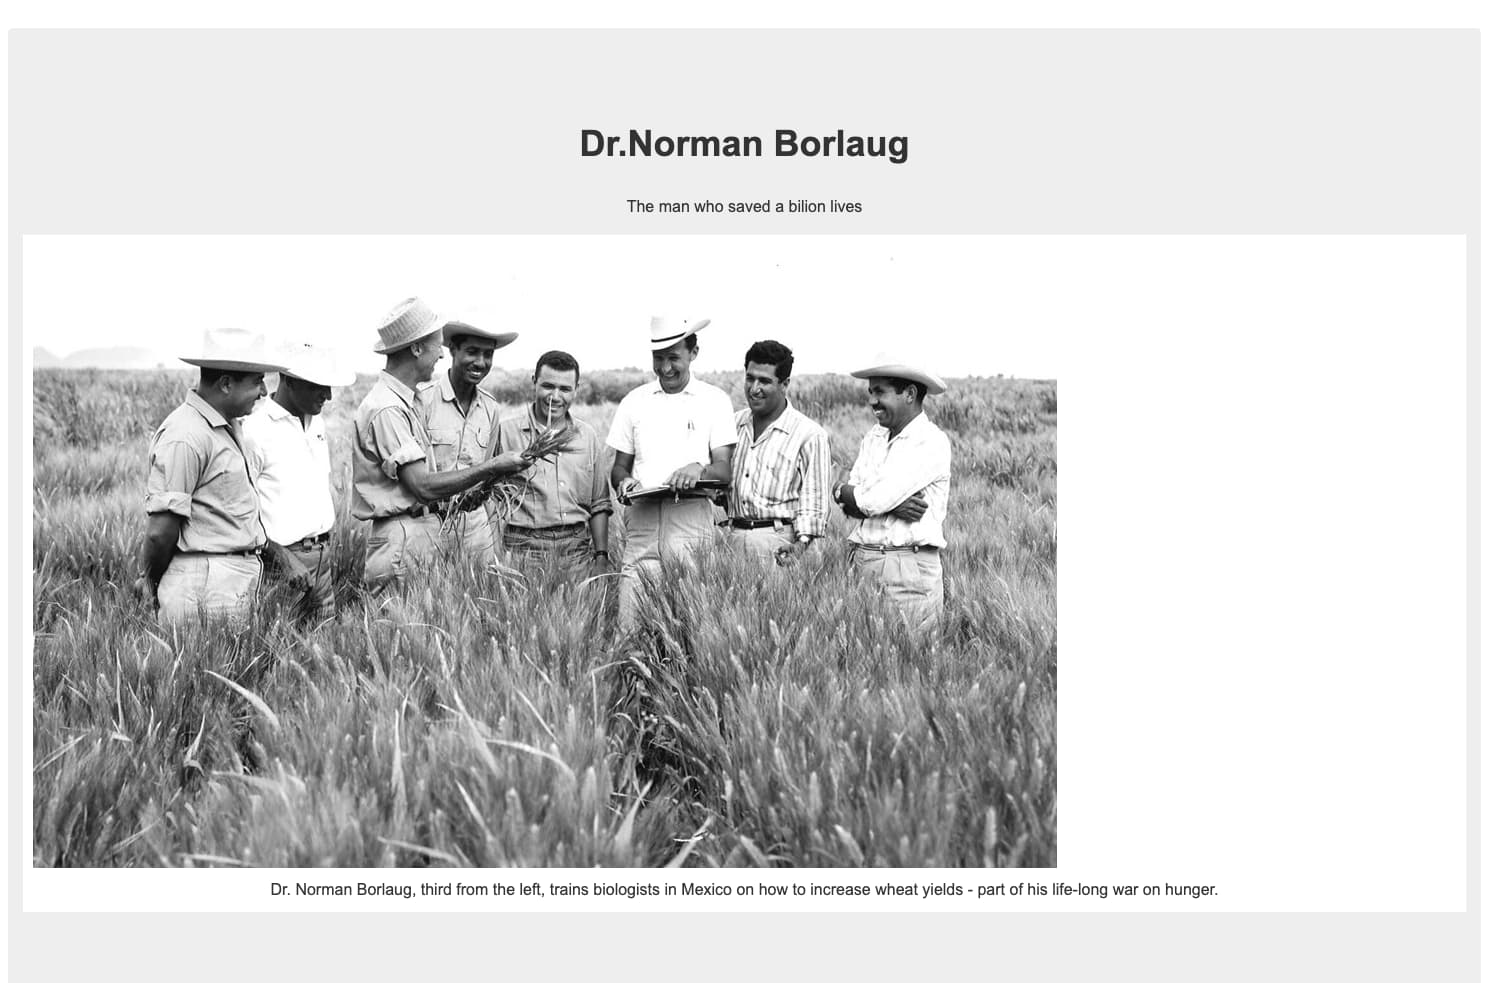 Dr.Norman Borlaug
The man who saved a bilion lives
Dr. Norman Borlaug, third from the left, trains biologists in Mexico on how to increase wheat yields - part of his life-long war on hunger.